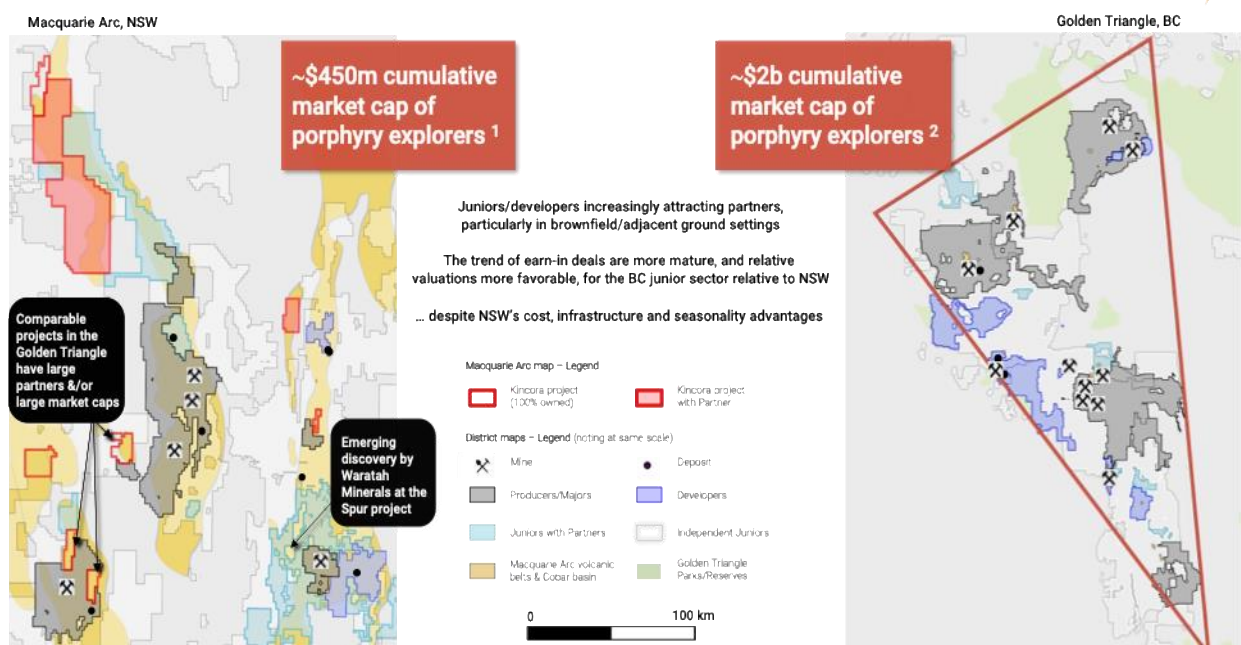 Macquarie Arc, NSW
Golden Triangle, BC
~$450m cumulative
market cap of
porphyry explorers 1
~$2b cumulative
market cap of
porphyry explorers 2
Juniors/developers increasingly attracting partners,
particularly in brownfield/adjacent ground settings
The trend of earn-in deals are more mature, and relative
valuations more favorable, for the BC junior sector relative to NSW
... despite NSW's cost, infrastructure and seasonality advantages
Comparable
projects in the
Golden Triangle
have large
partners &/or
large market caps
Emerging
discovery by
Waratah
Minerals at the
Spur project
Macquarie Arc map – Legend
Kincora project
(100% owned)
Kincora project
with Partner
District maps – Legend (noting at same scale)
Mine
Deposit
Producers/Majors
Developers
Juniors with Partners
Independent Juniors
Macquarie Arc volcanic
belts & Cobar basin
Golden Triangle
Parks/Reserves
0
100 km